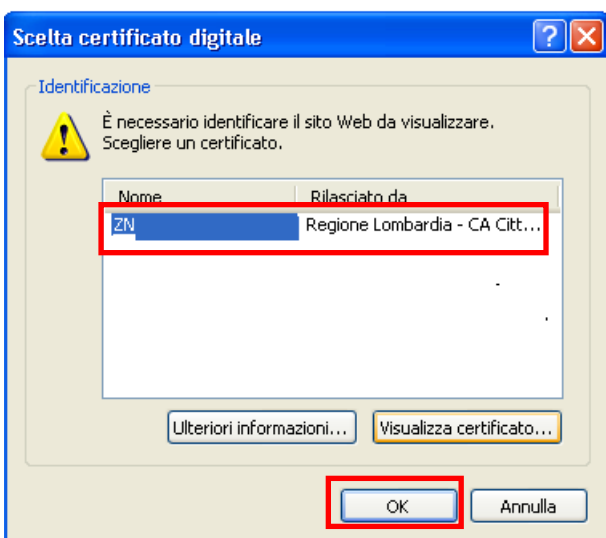 Scelta certificato digitale
Identificazione
È necessario identificare il sito Web da visualizzare.
Scegliere un certificato.
Nome Rilasciato da
ZN Regione Lombardia - CA Citt...
Ulteriori informazioni... Visualizza certificato...
OK Annulla